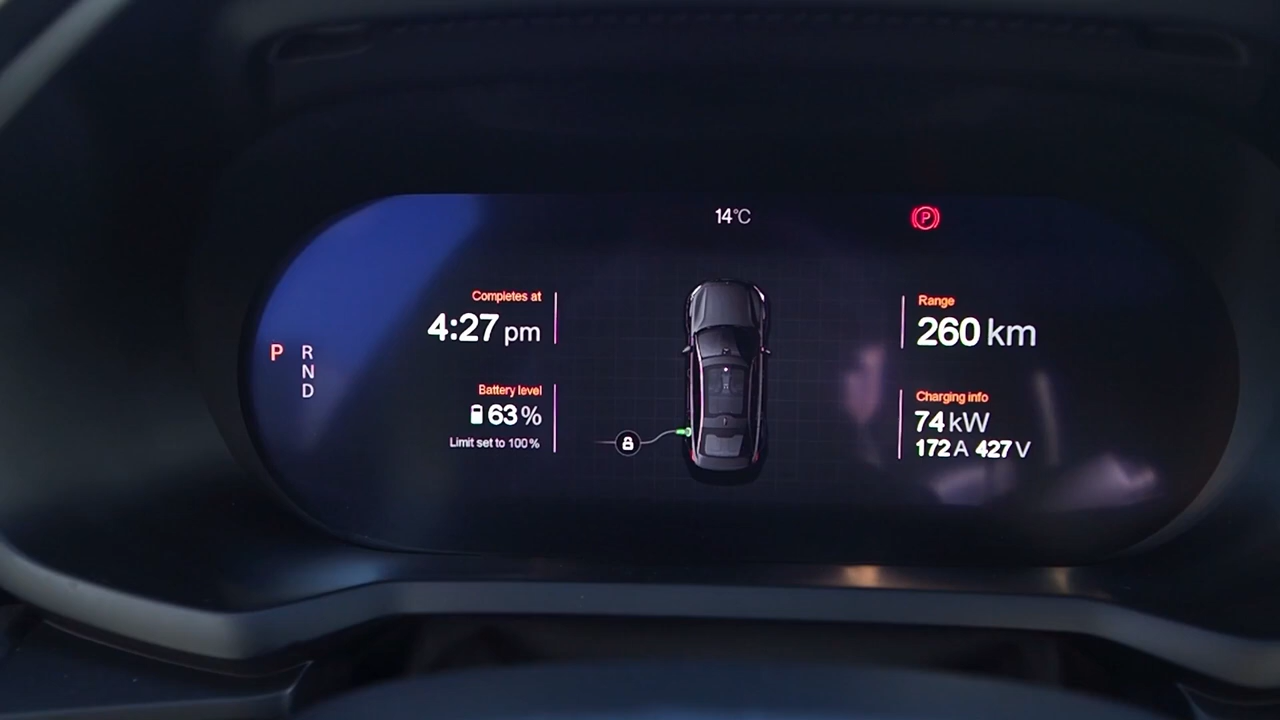 14°C
P
P
R
N
D
Completes at
4:27 pm
Battery level
63 %
Limit set to 100%
Range
260 km
Charging info
74 kW
172 A 427 V